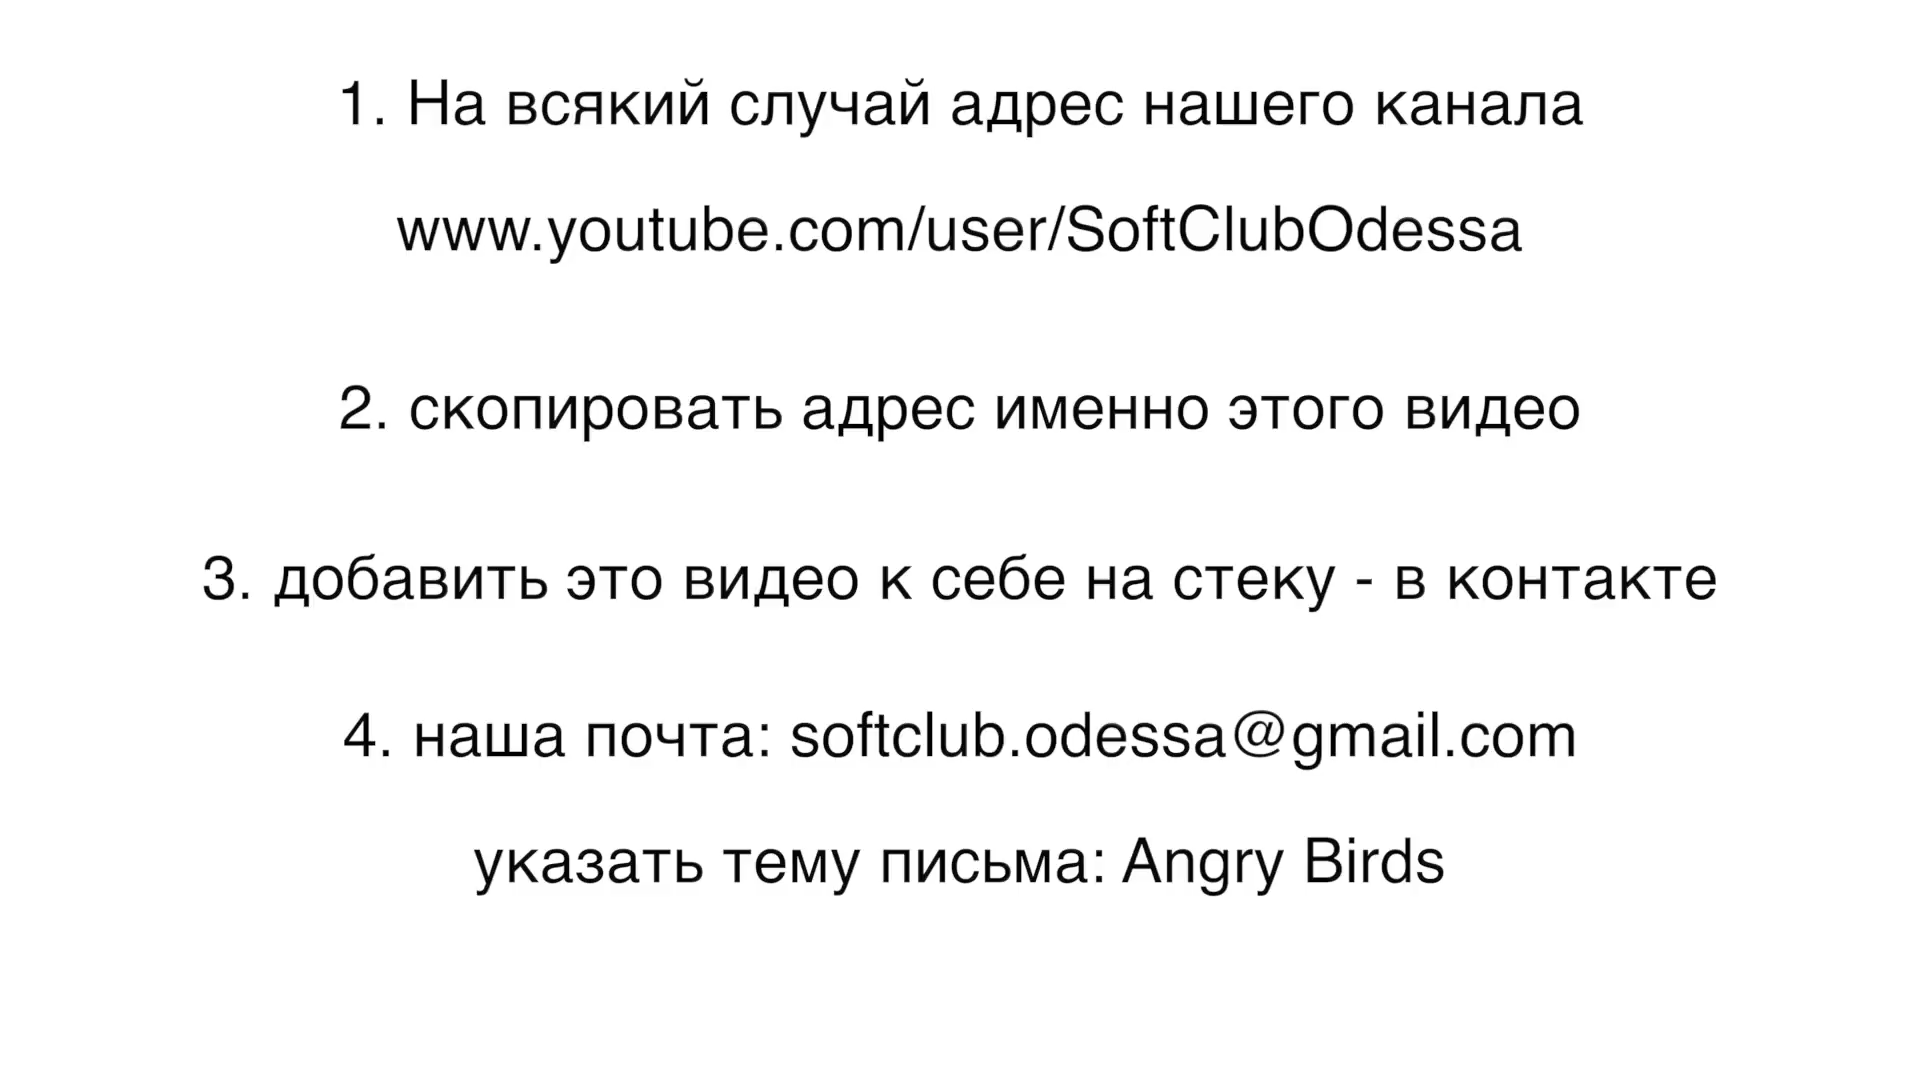 1. На всякий случай адрес нашего канала
www.youtube.com/user/SoftClubOdessa
2. скопировать адрес именно этого видео
3. добавить это видео к себе на стеку - в контакте
4. наша почта: softclub.odessa@gmail.com
указать тему письма: Angry Birds